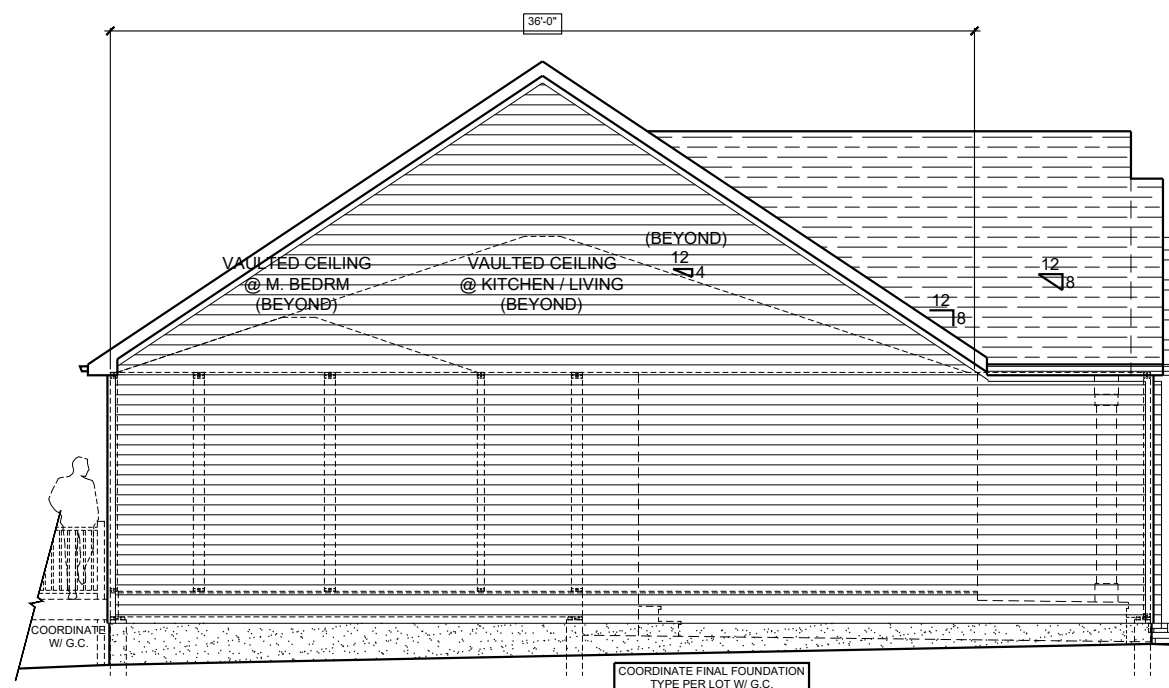 36'-0"
(BEYOND)
12
4
VAULTED CEILING
@ M. BEDRM
(BEYOND)
VAULTED CEILING
@ KITCHEN / LIVING
(BEYOND)
12
8
12
8
COORDINATE
W/ G.C.
COORDINATE FINAL FOUNDATION
TYPE PER LOT W/ G.C.